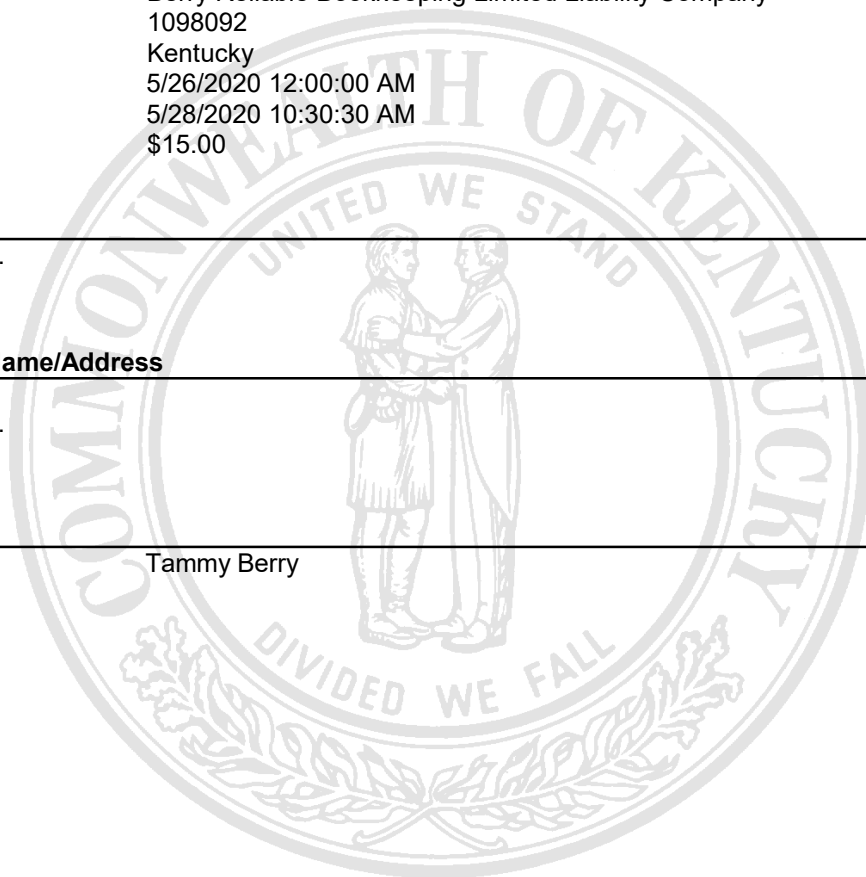 Berry Reliable Bookkeeping Limited Liability Company
1098092
Kentucky
5/26/2020 12:00:00 AM
5/28/2020 10:30:30 AM
$15.00
ame/Address
Tammy Berry
COMMONWEALTH OF KENTUCKY
UNITED WE STAND
DIVIDED WE FALL